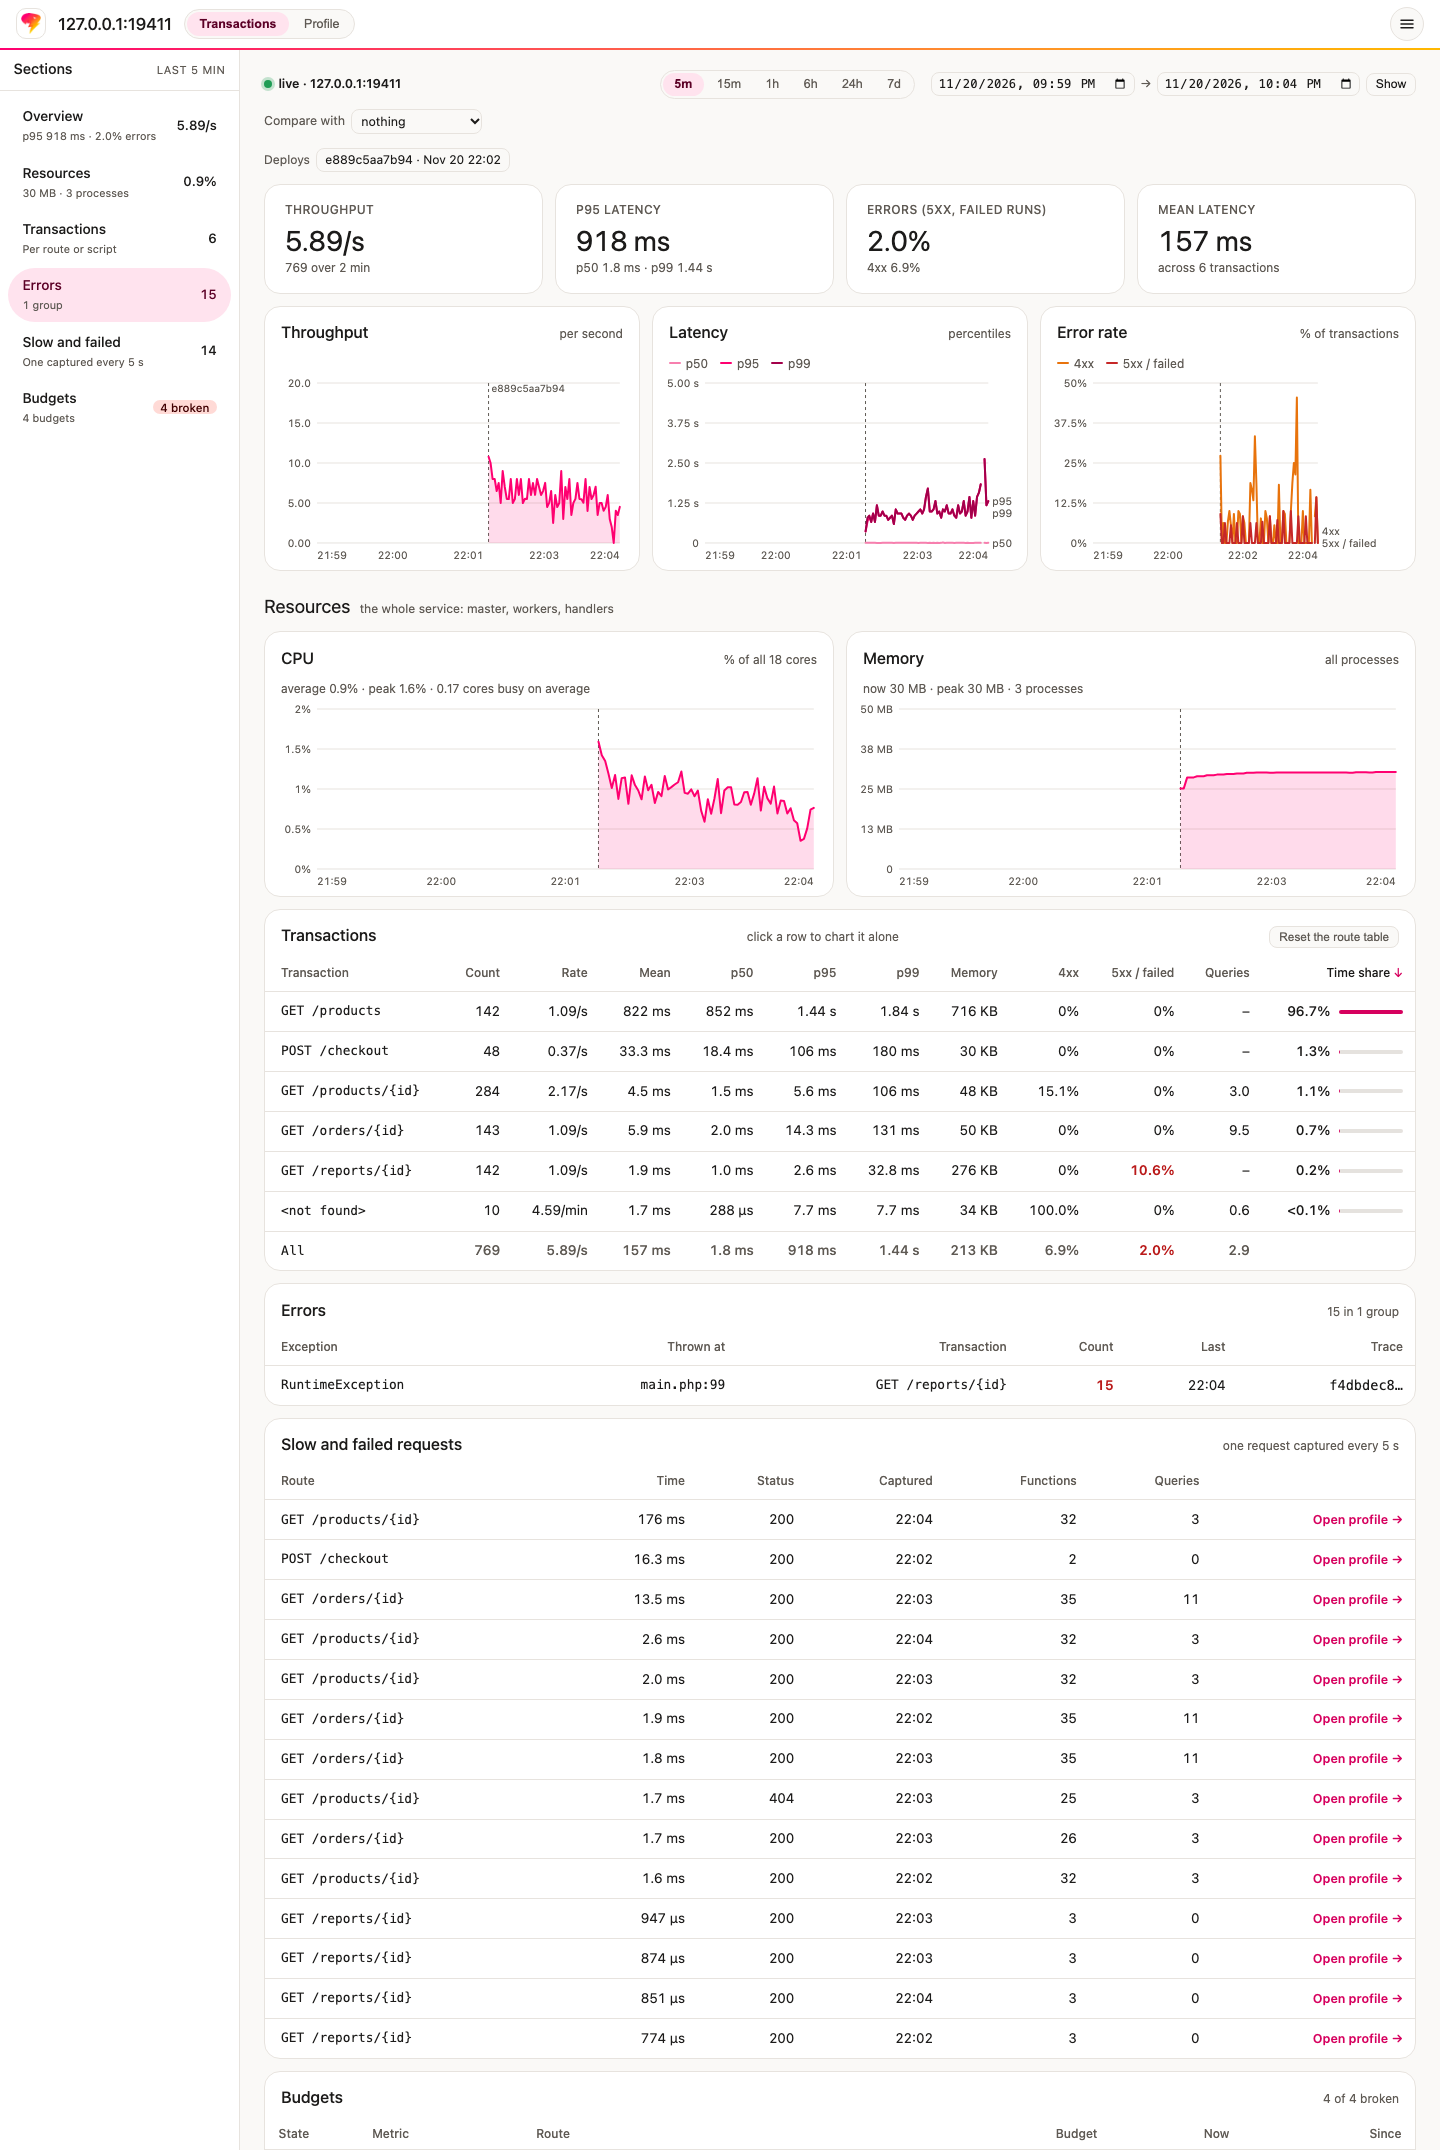 127.0.0.1:19411 Transactions Profile
Sections LAST 5 MIN
Overview 5.89/s
p95 918 ms · 2.0% errors
Resources 0.9%
30 MB · 3 processes
Transactions 6
Per route or script
Errors 15
1 group
Slow and failed 14
One captured every 5 s
Budgets 4 broken
4 budgets
live · 127.0.0.1:19411 5m 15m 1h 6h 24h 7d 11/20/2026, 09:59 PM → 11/20/2026, 10:04 PM Show
Compare with nothing
Deploys e889c5aa7b94 · Nov 20 22:02
THROUGHPUT
5.89/s
769 over 2 min
P95 LATENCY
918 ms
p50 1.8 ms · p99 1.44 s
ERRORS (5XX, FAILED RUNS)
2.0%
4xx 6.9%
MEAN LATENCY
157 ms
across 6 transactions
Throughput per second
20.0
e889c5aa7b94
15.0
10.0
5.00
0.00
21:59 22:00 22:01 22:03 22:04
Latency percentiles
p50 p95 p99
5.00 s
3.75 s
2.50 s
1.25 s
p95
p99
0
p50
21:59 22:00 22:01 22:03 22:04
Error rate % of transactions
4xx 5xx / failed
50%
37.5%
25%
12.5%
4xx
0%
5xx / failed
21:59 22:00 22:02 22:04
Resources the whole service: master, workers, handlers
CPU % of all 18 cores
average 0.9% · peak 1.6% · 0.17 cores busy on average
2%
1.5%
1%
0.5%
0%
21:59 22:00 22:01 22:03 22:04
Memory all processes
now 30 MB · peak 30 MB · 3 processes
50 MB
38 MB
25 MB
13 MB
0
21:59 22:00 22:01 22:03 22:04
Transactions click a row to chart it alone Reset the route table
Transaction Count Rate Mean p50 p95 p99 Memory 4xx 5xx / failed Queries Time share ↓
GET /products 142 1.09/s 822 ms 852 ms 1.44 s 1.84 s 716 KB 0% 0% – 96.7%
POST /checkout 48 0.37/s 33.3 ms 18.4 ms 106 ms 180 ms 30 KB 0% 0% – 1.3%
GET /products/{id} 284 2.17/s 4.5 ms 1.5 ms 5.6 ms 106 ms 48 KB 15.1% 0% 3.0 1.1%
GET /orders/{id} 143 1.09/s 5.9 ms 2.0 ms 14.3 ms 131 ms 50 KB 0% 0% 9.5 0.7%
GET /reports/{id} 142 1.09/s 1.9 ms 1.0 ms 2.6 ms 32.8 ms 276 KB 0% 10.6% – 0.2%
<not found> 10 4.59/min 1.7 ms 288 µs 7.7 ms 7.7 ms 34 KB 100.0% 0% 0.6 <0.1%
All 769 5.89/s 157 ms 1.8 ms 918 ms 1.44 s 213 KB 6.9% 2.0% 2.9
Errors 15 in 1 group
Exception Thrown at Transaction Count Last Trace
RuntimeException main.php:99 GET /reports/{id} 15 22:04 f4dbdec8…
Slow and failed requests one request captured every 5 s
Route Time Status Captured Functions Queries
GET /products/{id} 176 ms 200 22:04 32 3 Open profile →
POST /checkout 16.3 ms 200 22:02 2 0 Open profile →
GET /orders/{id} 13.5 ms 200 22:03 35 11 Open profile →
GET /products/{id} 2.6 ms 200 22:04 32 3 Open profile →
GET /products/{id} 2.0 ms 200 22:03 32 3 Open profile →
GET /orders/{id} 1.9 ms 200 22:02 35 11 Open profile →
GET /orders/{id} 1.8 ms 200 22:03 35 11 Open profile →
GET /products/{id} 1.7 ms 404 22:03 25 3 Open profile →
GET /orders/{id} 1.7 ms 200 22:03 26 3 Open profile →
GET /products/{id} 1.6 ms 200 22:02 32 3 Open profile →
GET /reports/{id} 947 µs 200 22:03 3 0 Open profile →
GET /reports/{id} 874 µs 200 22:03 3 0 Open profile →
GET /reports/{id} 851 µs 200 22:04 3 0 Open profile →
GET /reports/{id} 774 µs 200 22:02 3 0 Open profile →
Budgets 4 of 4 broken
State Metric Route Budget Now Since